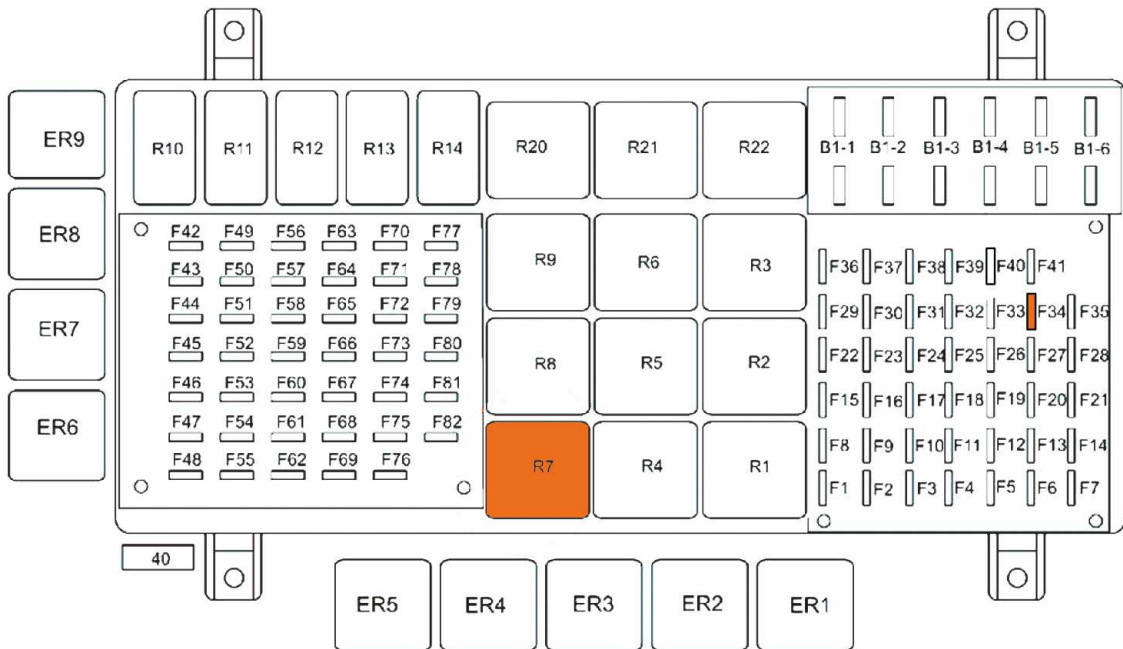 ER9
ER8
ER7
ER6
R10 R11 R12 R13 R14
F42 F49 F56 F63 F70 F77
F43 F50 F57 F64 F71 F78
F44 F51 F58 F65 F72 F79
F45 F52 F59 F66 F73 F80
F46 F53 F60 F67 F74 F81
F47 F54 F61 F68 F75 F82
F48 F55 F62 F69 F76
R20 R21 R22
R9 R6 R3
R8 R5 R2
R7 R4 R1
B1-1 B1-2 B1-3 B1-4 B1-5 B1-6
F36 F37 F38 F39 F40 F41
F29 F30 F31 F32 F33 F34 F35
F22 F23 F24 F25 F26 F27 F28
F15 F16 F17 F18 F19 F20 F21
F8 F9 F10 F11 F12 F13 F14
F1 F2 F3 F4 F5 F6 F7
40
ER5 ER4 ER3 ER2 ER1